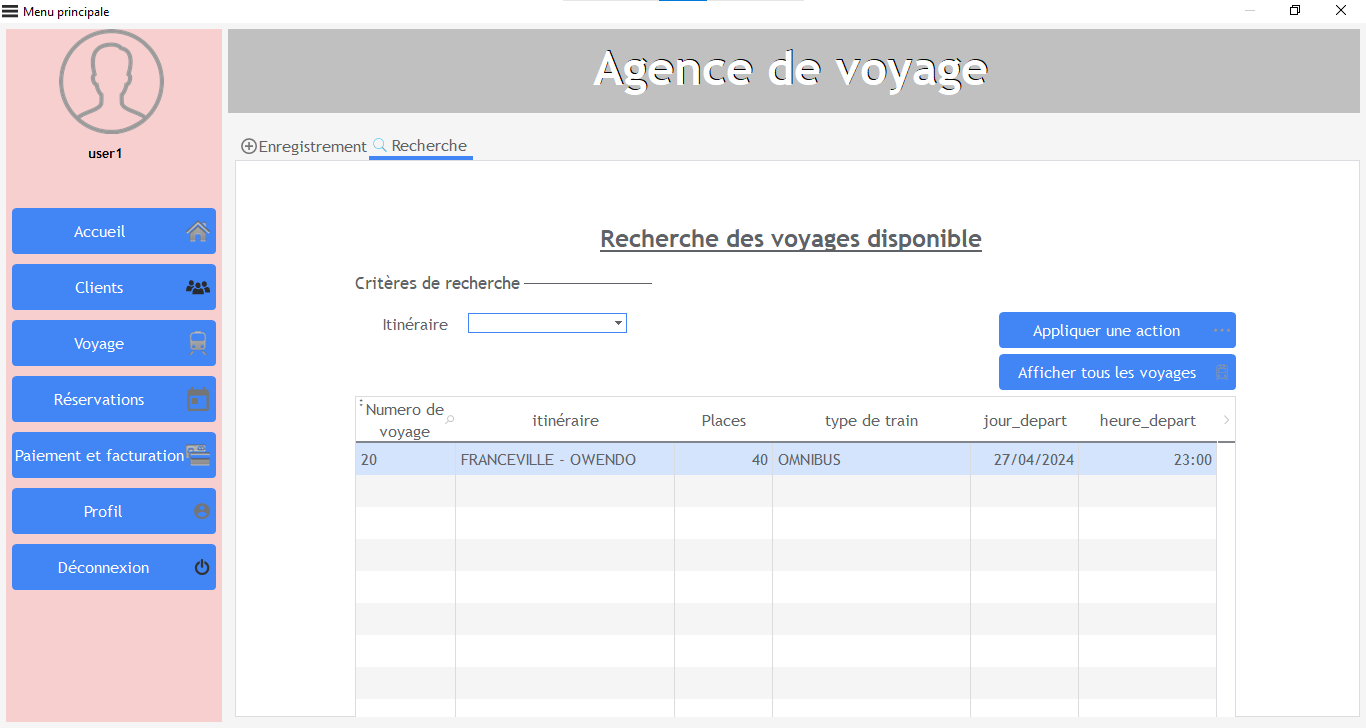 Menu principale
Agence de voyage
user1
Enregistrement
Recherche
Accueil
Clients
Voyage
Réservations
Paiement et facturation
Profil
Déconnexion
Recherche des voyages disponible
Critères de recherche
Itinéraire
Appliquer une action
Afficher tous les voyages
Numero de
voyage
itinéraire
Places
type de train
jour_depart
heure_depart
20 FRANCEVILLE - OWENDO 40 OMNIBUS 27/04/2024 23:00